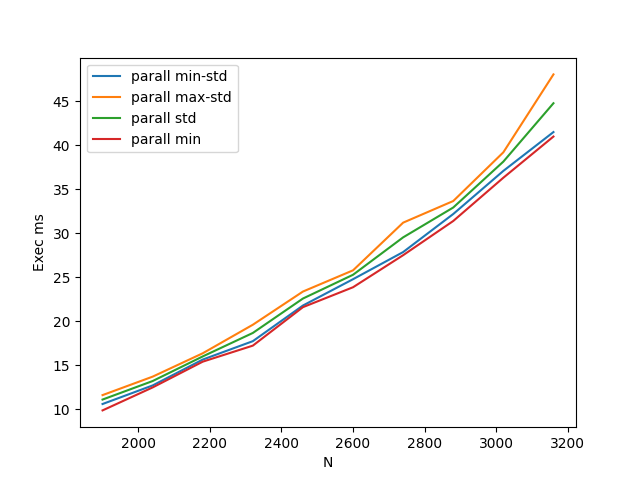 parall min-std
parall max-std
parall std
parall min
45
40
35
30
25
20
15
10
Exec ms
2000 2200 2400 2600 2800 3000 3200
N